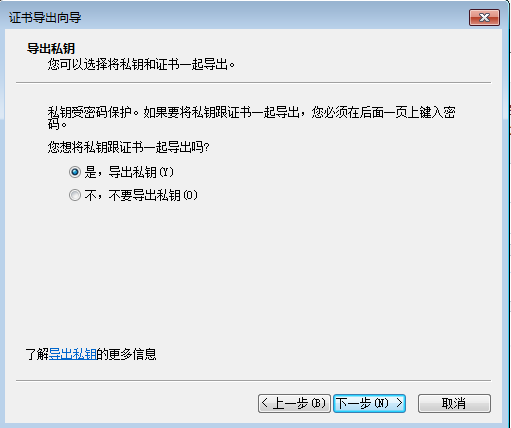 证书导出向导
导出私钥
您可以选择将私钥和证书一起导出。
私钥受密码保护。如果要将私钥跟证书一起导出，您必须在后面一页上键入密
码。
您想将私钥跟证书一起导出吗?
是，导出私钥(Y)
不，不要导出私钥(O)
了解导出私钥的更多信息
< 上一步(B) 下一步(N) > 取消